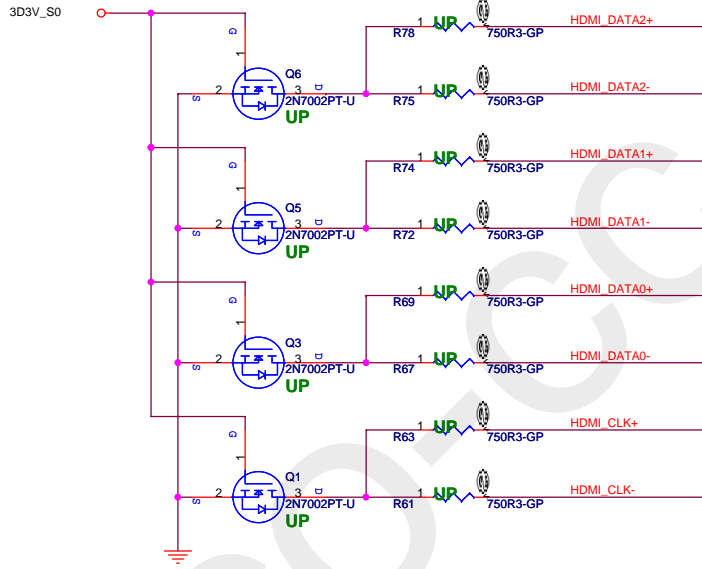 3D3V_S0
G
1
Q6
2
3
D
S
2N7002PT-U
UP
R78
1
UP
2
750R3-GP
HDMI_DATA2+
R75
1
UP
2
750R3-GP
HDMI_DATA2-
G
1
Q5
2
3
D
S
2N7002PT-U
UP
R74
1
UP
2
750R3-GP
HDMI_DATA1+
R72
1
UP
2
750R3-GP
HDMI_DATA1-
G
1
Q3
2
3
D
S
2N7002PT-U
UP
R69
1
UP
2
750R3-GP
HDMI_DATA0+
R67
1
UP
2
750R3-GP
HDMI_DATA0-
G
1
Q1
2
3
D
S
2N7002PT-U
UP
R63
1
UP
2
750R3-GP
HDMI_CLK+
R61
1
UP
2
750R3-GP
HDMI_CLK-